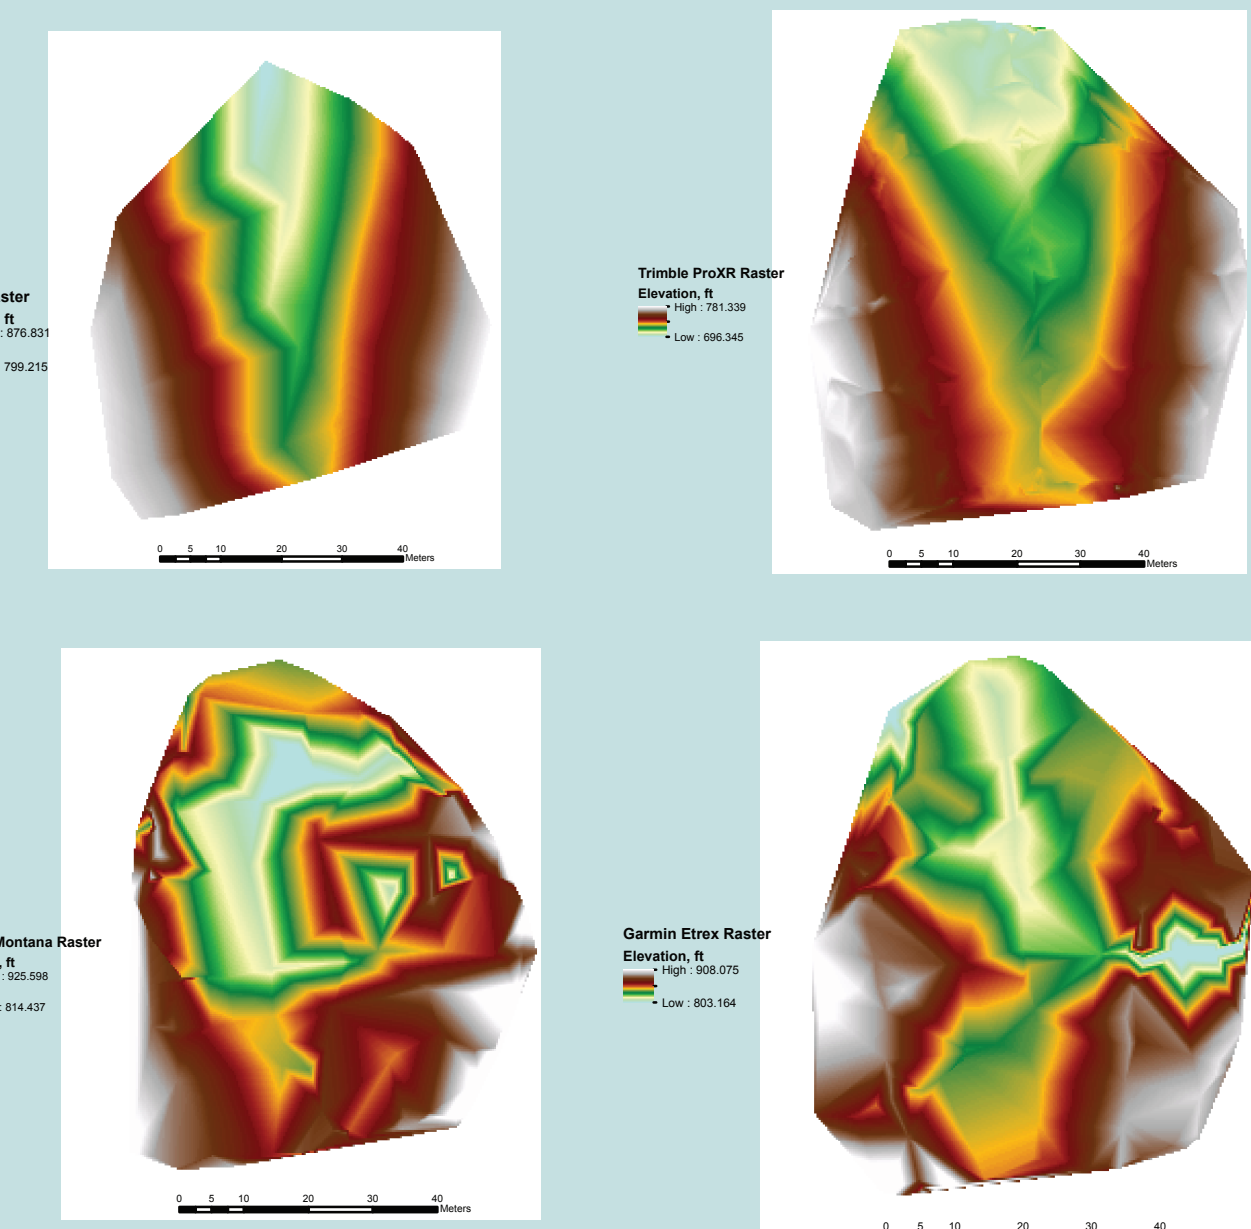 ster
ft
: 876.831
799.215
0 5 10 20 30 40
Meters
Trimble ProXR Raster
Elevation, ft
High : 781.339
Low : 696.345
0 5 10 20 30 40
Meters
Montana Raster
, ft
: 925.598
: 814.437
0 5 10 20 30 40
Meters
Garmin Etrex Raster
Elevation, ft
High : 908.075
Low : 803.164
0 5 10 20 30 40